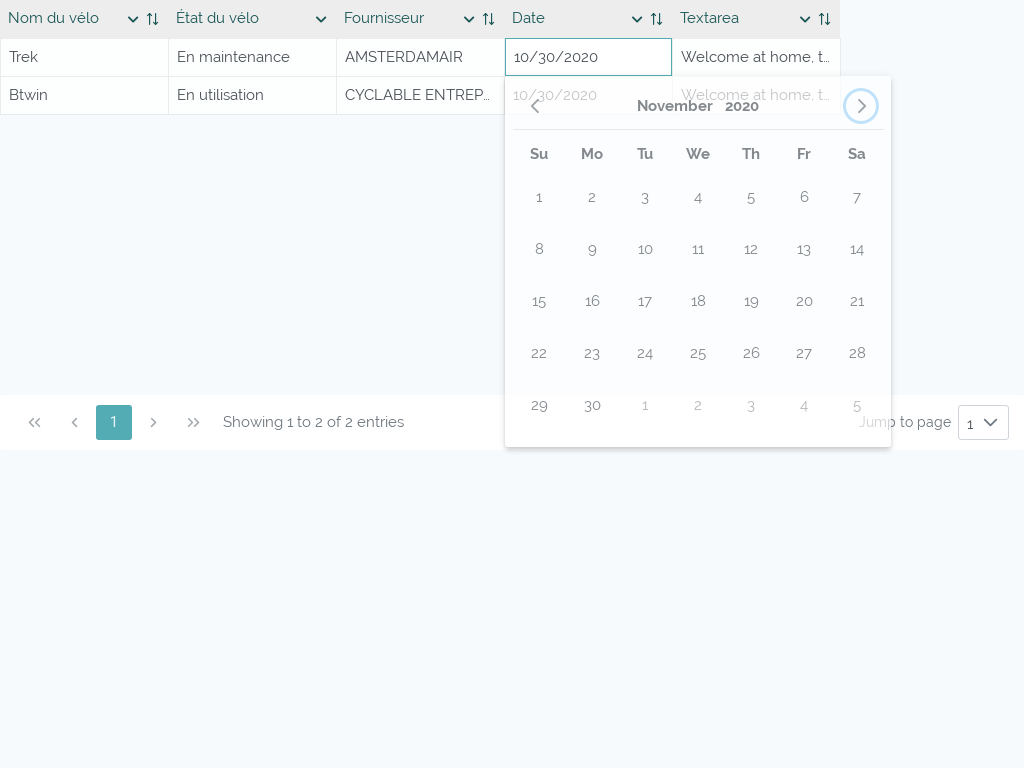 Nom du vélo État du vélo Fournisseur Date Textarea
Trek En maintenance AMSTERDAMAIR 10/30/2020 Welcome at home, t...
Btwin En utilisation CYCLABLE ENTREP... 10/30/2020 Welcome at home, t...
November 2020
Su Mo Tu We Th Fr Sa
1 2 3 4 5 6 7
8 9 10 11 12 13 14
15 16 17 18 19 20 21
22 23 24 25 26 27 28
29 30 1 2 3 4 5
1 Showing 1 to 2 of 2 entries Jump to page 1